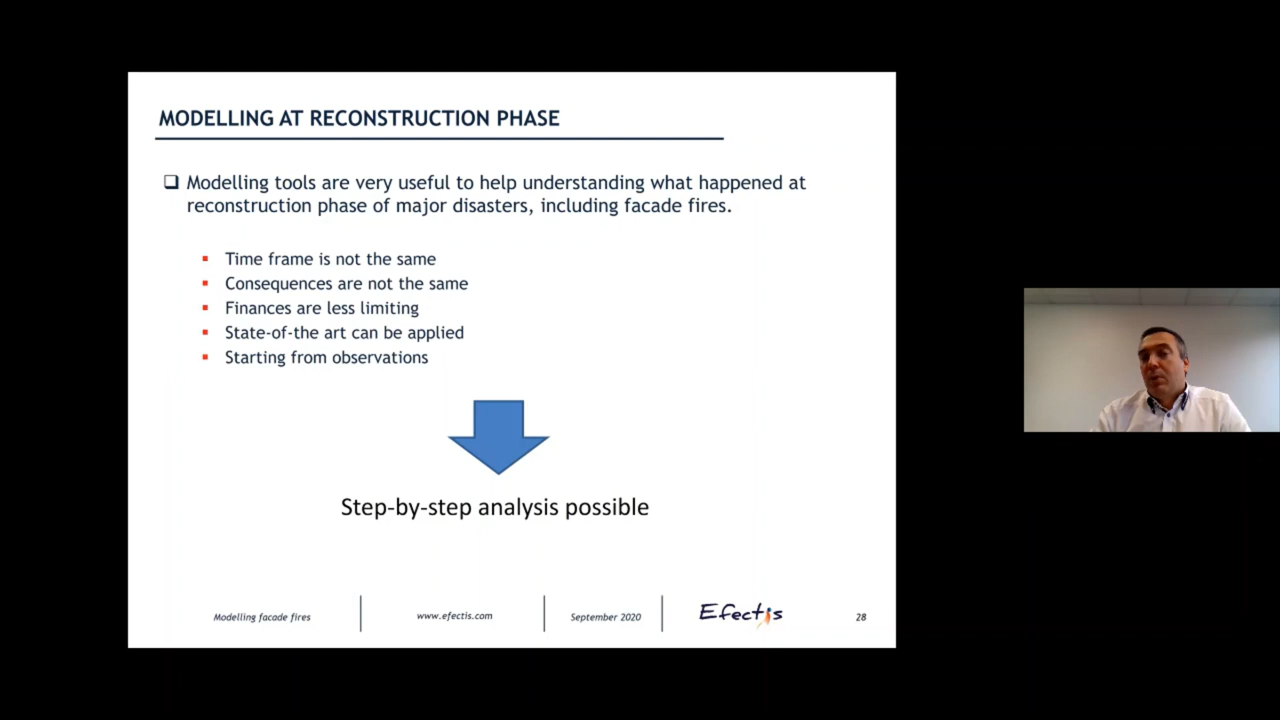 MODELLING AT RECONSTRUCTION PHASE
Modelling tools are very useful to help understanding what happened at
reconstruction phase of major disasters, including facade fires.
Time frame is not the same
Consequences are not the same
Finances are less limiting
State-of-the art can be applied
Starting from observations
Step-by-step analysis possible
Modelling facade fires
www.efectis.com
September 2020
Efectis
28